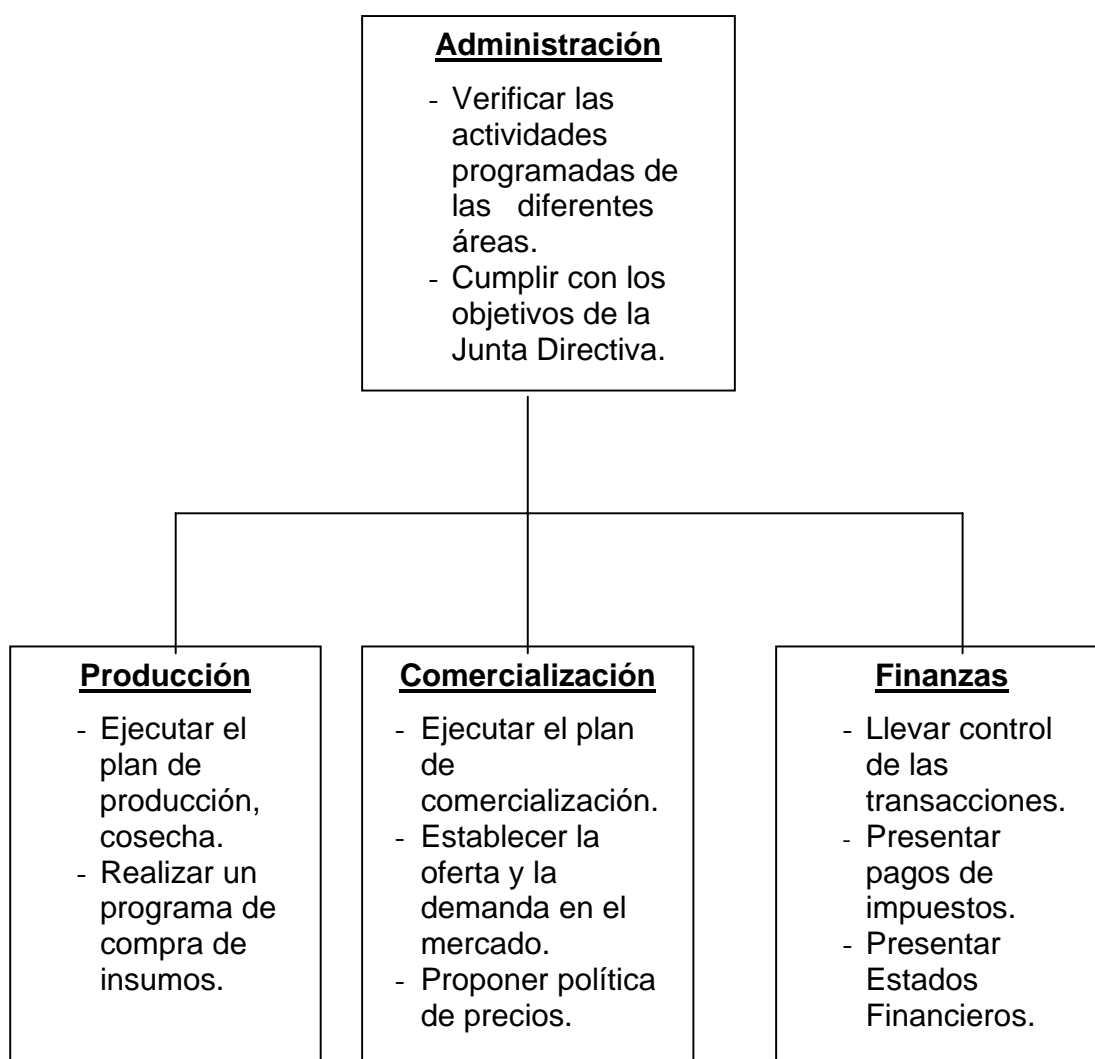 Administración
- Verificar las
actividades
programadas de
las diferentes
áreas.
- Cumplir con los
objetivos de la
Junta Directiva.
Producción
- Ejecutar el
plan de
producción,
cosecha.
- Realizar un
programa de
compra de
insumos.
Comercialización
- Ejecutar el plan
de
comercialización.
- Establecer la
oferta y la
demanda en el
mercado.
- Proponer política
de precios.
Finanzas
- Llevar control
de las
transacciones.
- Presentar
pagos de
impuestos.
- Presentar
Estados
Financieros.